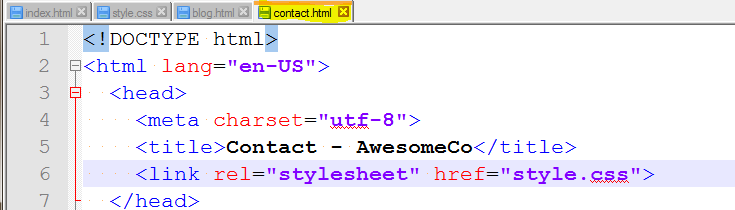 index.html style.css blog.html contact.html
1 <!DOCTYPE html>
2 <html lang="en-US">
3 <head>
4 <meta charset="utf-8">
5 <title>Contact - AwesomeCo</title>
6 <link rel="stylesheet" href="style.css">
7 </head>